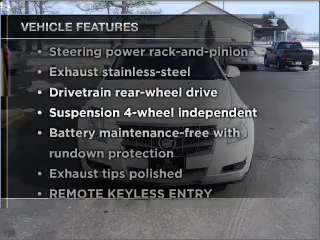 VEHICLE FEATURES
• Steering power rack-and-pinion
• Exhaust stainless-steel
• Drivetrain rear-wheel drive
• Suspension 4-wheel independent
• Battery maintenance-free with
rundown protection
• Exhaust tips polished
• REMOTE KEYLESS ENTRY